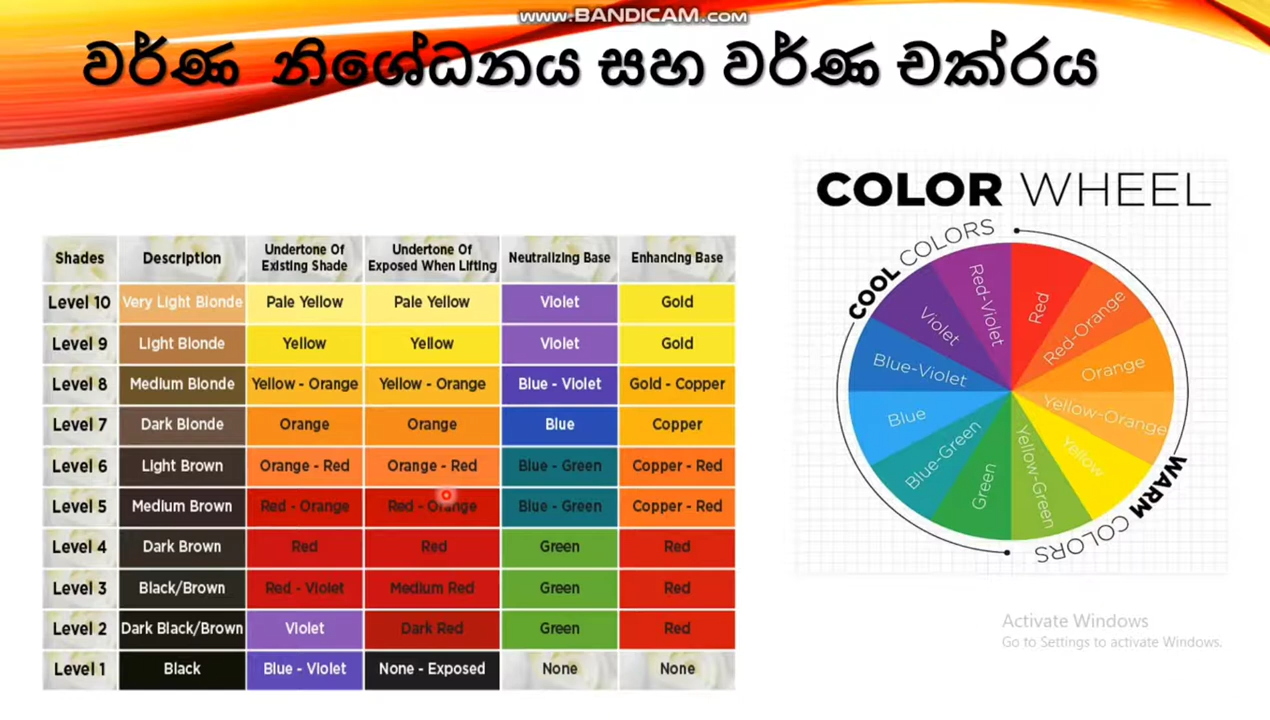 www.BANDICAM.com
වර්ණ නිශේධනය සහ වර්ණ චක්රය
Shades Description Undertone Of Existing Shade Undertone Of Exposed When Lifting Neutralizing Base Enhancing Base
Level 10 Very Light Blonde Pale Yellow Pale Yellow Violet Gold
Level 9 Light Blonde Yellow Yellow Violet Gold
Level 8 Medium Blonde Yellow - Orange Yellow - Orange Blue - Violet Gold - Copper
Level 7 Dark Blonde Orange Orange Blue Copper
Level 6 Light Brown Orange - Red Orange - Red Blue - Green Copper - Red
Level 5 Medium Brown Red - Orange Red - Orange Blue - Green Copper - Red
Level 4 Dark Brown Red Red Green Red
Level 3 Black/Brown Red - Violet Medium Red Green Red
Level 2 Dark Black/Brown Violet Dark Red Green Red
Level 1 Black Blue - Violet None - Exposed None None
COLOR WHEEL
COOL COLORS
WARM COLORS
Red
Red-Orange
Orange
Yellow-Orange
Yellow
Yellow-Green
Green
Blue-Green
Blue
Blue-Violet
Violet
Red-Violet
Activate Windows
Go to Settings to activate Windows.